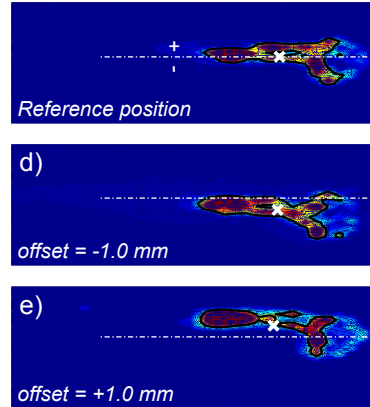 +
-
Reference position
d)
offset = -1.0 mm
e)
offset = +1.0 mm